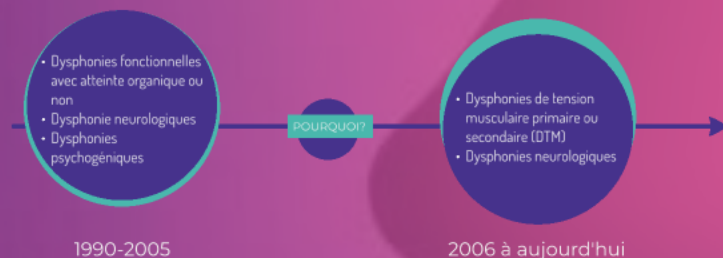 • Dysphonies fonctionnelles
avec atteinte organique ou
non
• Dysphonie neurologiques
• Dysphonies
psychogéniques
POURQUOI?
• Dysphonies de tension
musculaire primaire ou
secondaire (DTM)
• Dysphonies neurologiques
1990-2005
2006 à aujourd'hui